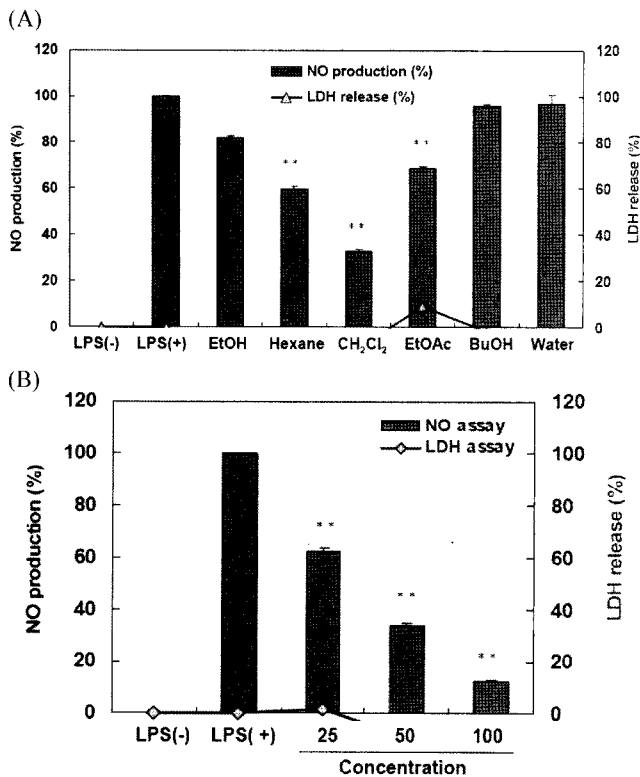 (A)
120
100
80
60
40
20
0
NO production (%)
NO production (%)
LDH release (%)
**
**
**
120
100
80
60
40
20
0
LDH release (%)
LPS(-) LPS(+) EtOH Hexane CH2Cl2 EtOAc BuOH Water
(B)
120
100
80
60
40
20
0
NO production (%)
NO assay
LDH assay
**
**
**
120
100
80
60
40
20
0
LDH release (%)
LPS(-) LPS( +) 25 50 100
Concentration